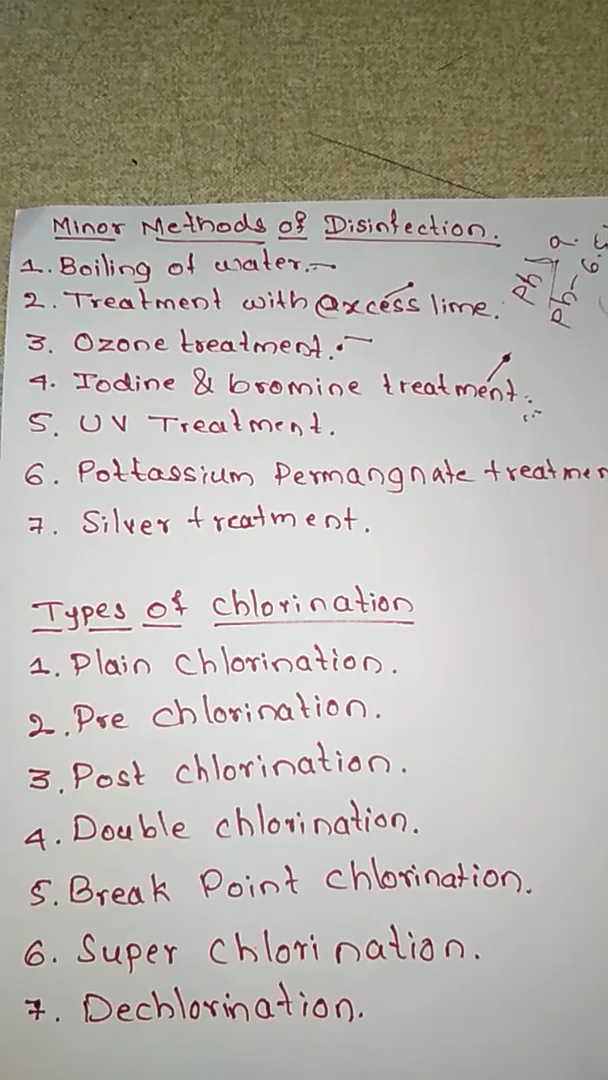 Minor Methods of Disinfection.
1. Boiling of water.
2. Treatment with excess lime.
3. Ozone treatment.
4. Iodine & bromine treatment.
5. UV Treatment.
6. Pottassium Permangnate treatmen
7. Silver treatment.
Types of chlorination
1. Plain chlorination.
2. Pre chlorination.
3. Post chlorination.
4. Double chlorination.
5. Break Point chlorination.
6. Super chlorination.
7. Dechlorination.